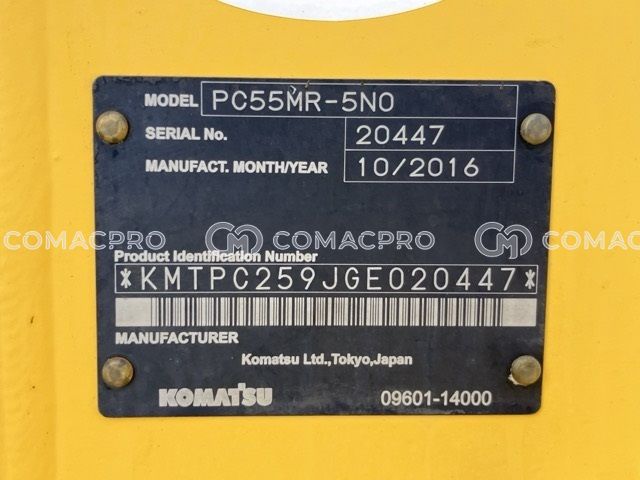 MODEL PC55MR-5N0
SERIAL No. 20447
MANUFACT. MONTH/YEAR 10/2016
COMACPRO COMACPRO
Product Identification Number
*KMTPC259JGE020447*
MANUFACTURER
Komatsu Ltd.,Tokyo,Japan
KOMATSU 09601-14000